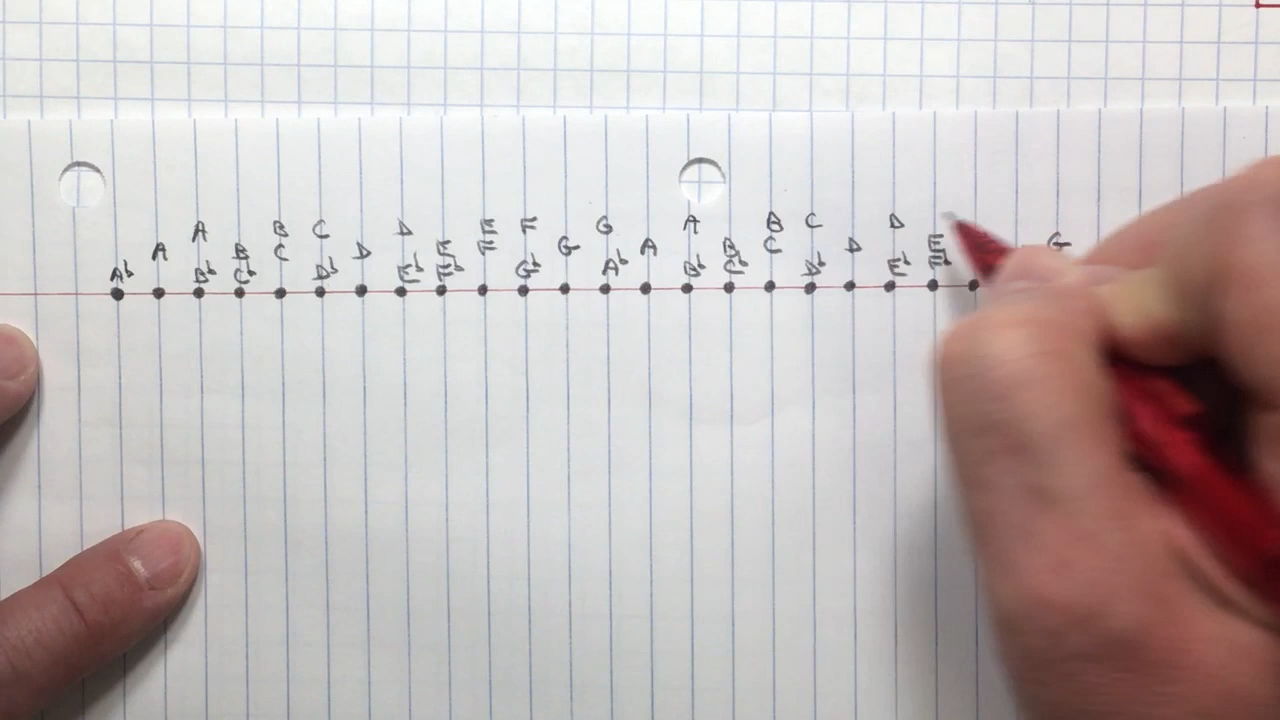 A B C D E F G A B C D
A B C D E F G A B C D E G
A♭ B♭ C♭ D♭ E♭ F♭ G♭ A♭ B♭ C♭ D♭ E♭ F♭